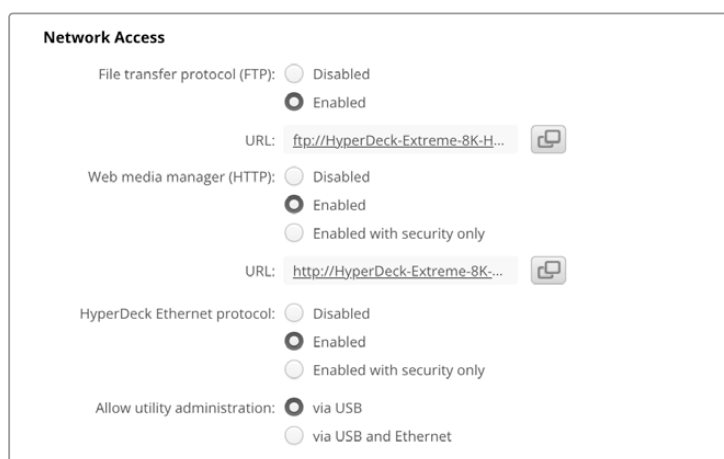 Network Access
File transfer protocol (FTP): Disabled
Enabled
URL: ftp://HyperDeck-Extreme-8K-H...
Web media manager (HTTP): Disabled
Enabled
Enabled with security only
URL: http://HyperDeck-Extreme-8K-...
HyperDeck Ethernet protocol: Disabled
Enabled
Enabled with security only
Allow utility administration: via USB
via USB and Ethernet